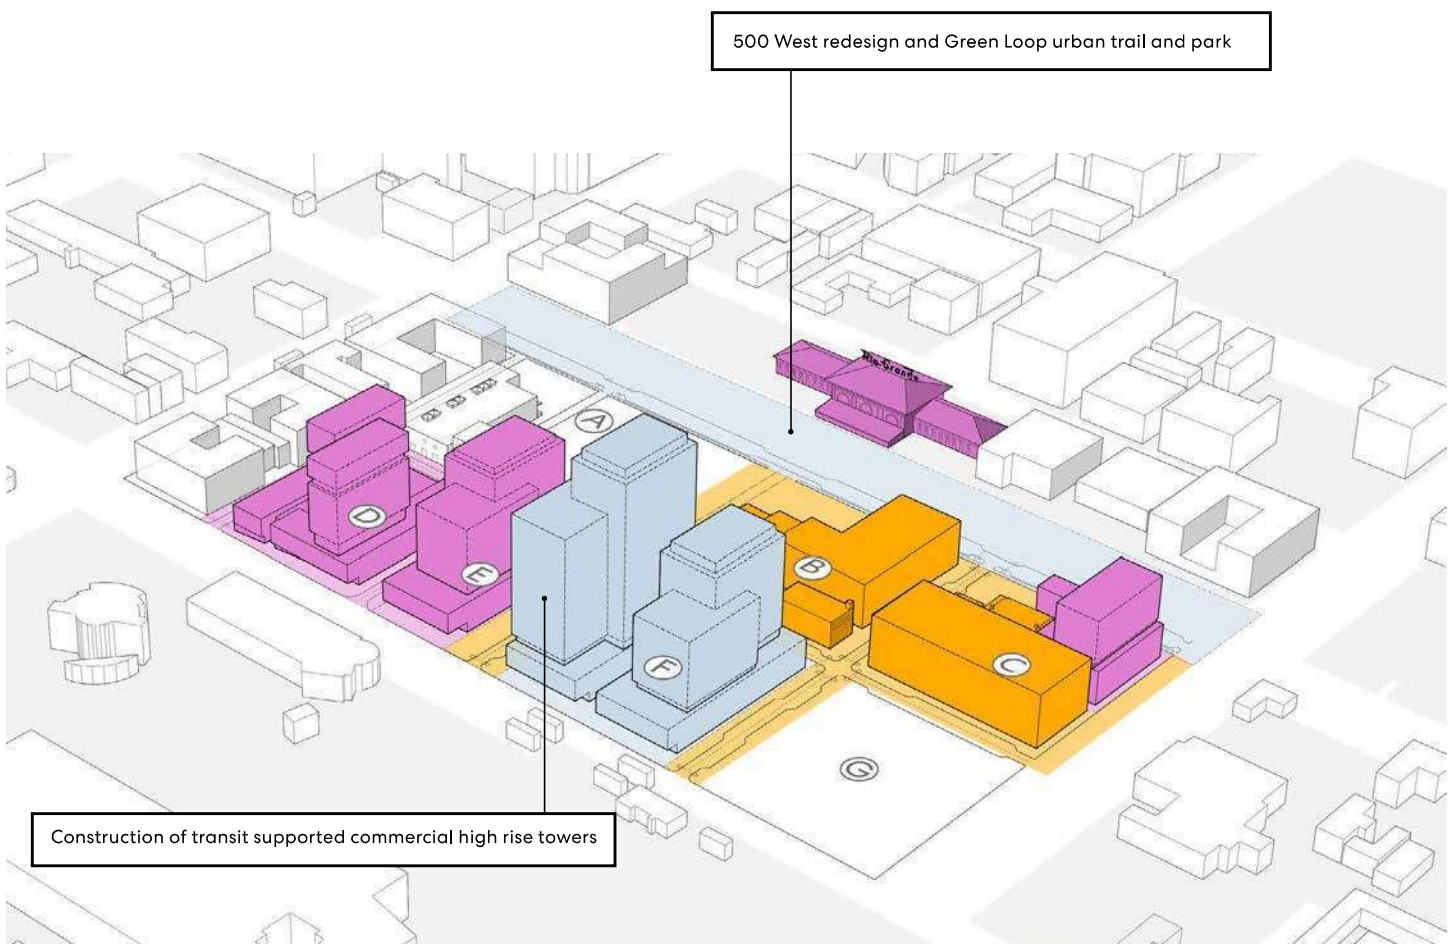 500 West redesign and Green Loop urban trail and park
Rio Grande
A
D
E
B
F
C
G
Construction of transit supported commercial high rise towers